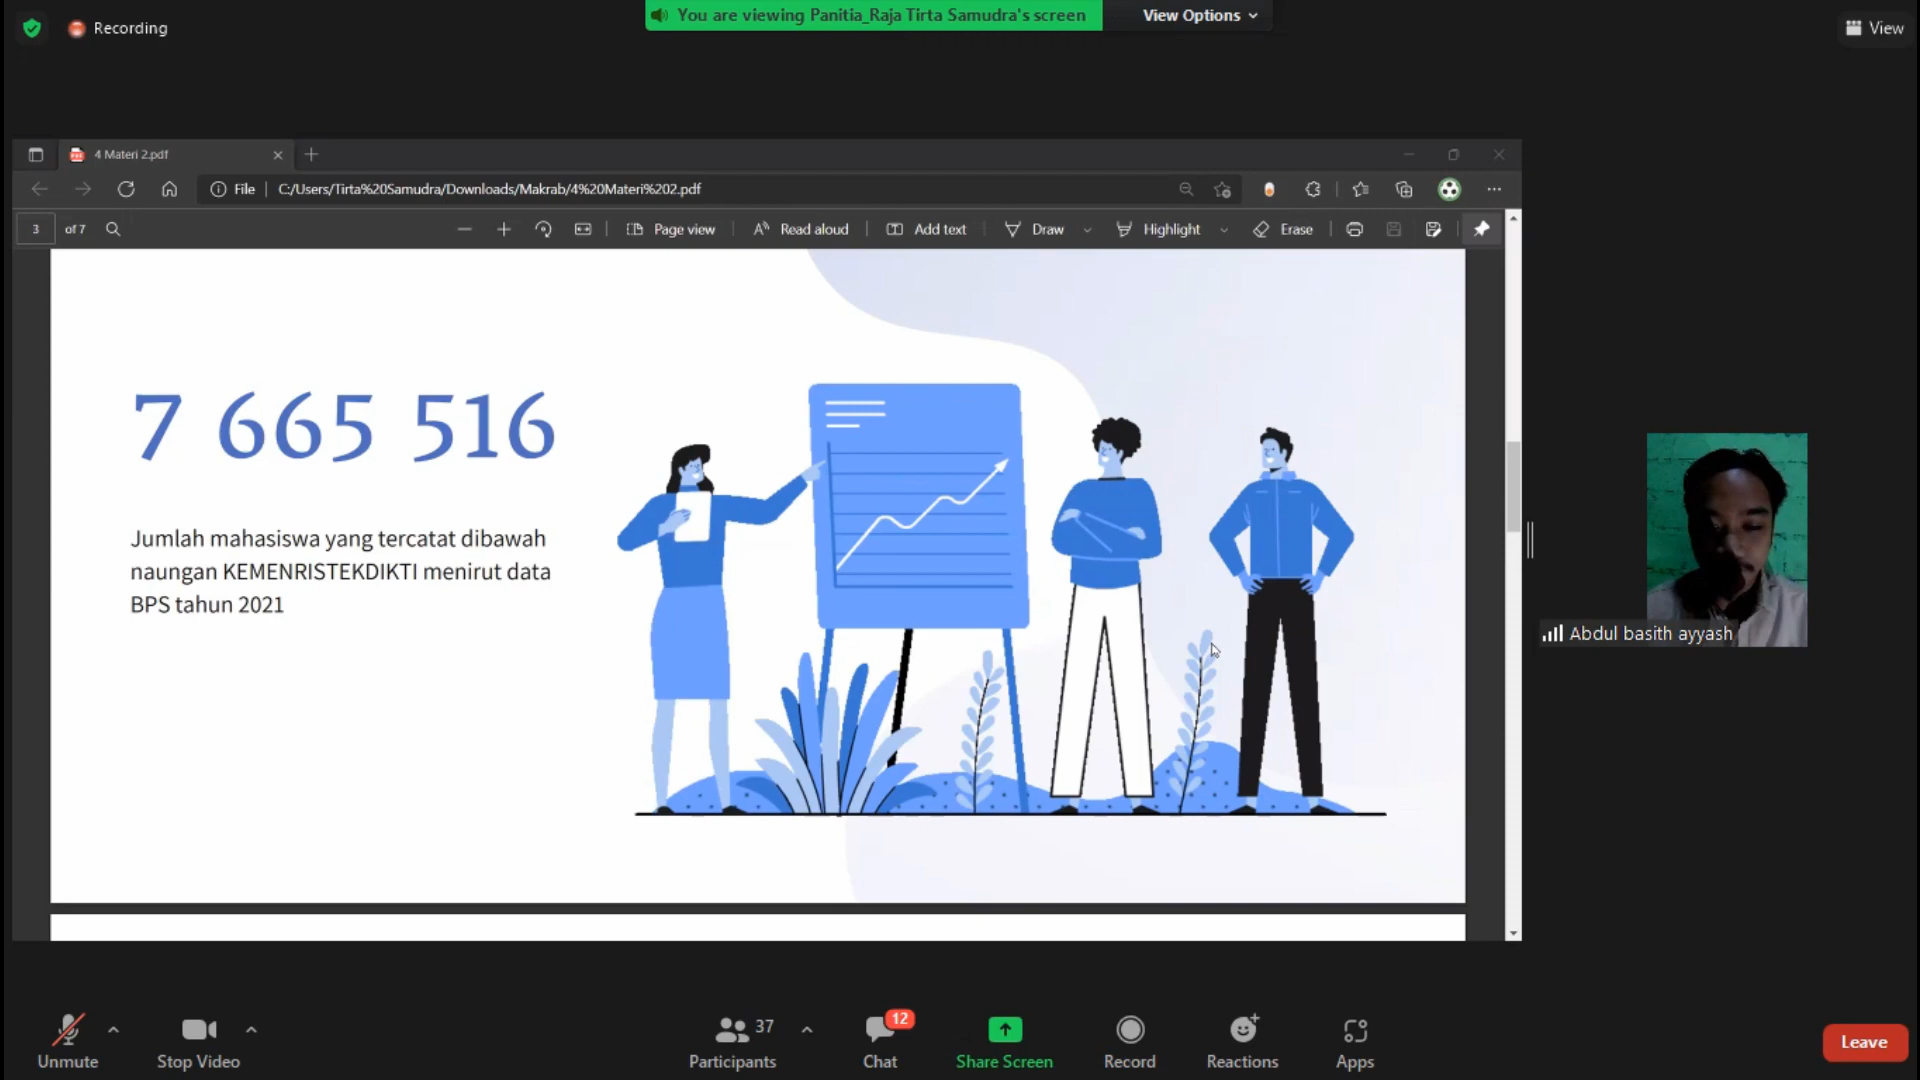 Recording
You are viewing Panitia_Raja Tirta Samudra's screen
View Options
View
4 Materi 2.pdf
File
C:/Users/Tirta%20Samudra/Downloads/Makrab/4%20Materi%202.pdf
3 of 7
Page view
Read aloud
Add text
Draw
Highlight
Erase
7 665 516
Jumlah mahasiswa yang tercatat dibawah
naungan KEMENRISTEKDIKTI menirut data
BPS tahun 2021
Abdul basith ayyash
Unmute
Stop Video
37
Participants
12
Chat
Share Screen
Record
Reactions
Apps
Leave